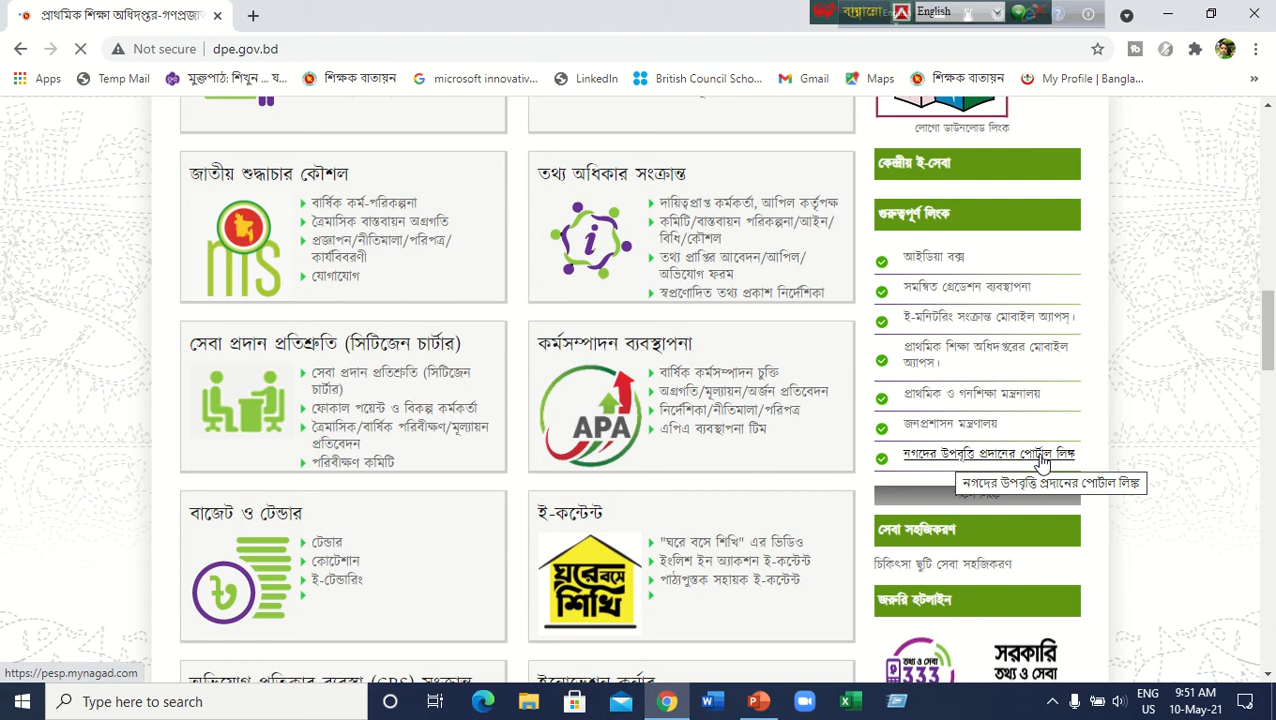 প্রাথমিক শিক্ষা অধিদপ্তর-গণপ্রজা
English
Not secure
dpe.gov.bd
Apps
Temp Mail
মুক্তপাঠ: শিখুন ... য...
শিক্ষক বাতায়ন
microsoft innovativ...
LinkedIn
British Council Scho...
Gmail
Maps
শিক্ষক বাতায়ন
My Profile | Bangla...
লোগো ডাউনলোড লিংক
জাতীয় শুদ্ধাচার কৌশল
বার্ষিক কর্ম-পরিকল্পনা
ত্রৈমাসিক বাস্তবায়ন অগ্রগতি
প্রজ্ঞাপন/নীতিমালা/পরিপত্র/
কার্যবিবরণী
যোগাযোগ
তথ্য অধিকার সংক্রান্ত
দায়িত্বপ্রাপ্ত কর্মকর্তা, আপিল কর্তৃপক্ষ
কমিটি/বাস্তবায়ন পরিকল্পনা/আইন/
বিধি/কৌশল
তথ্য প্রাপ্তির আবেদন/আপিল/
অভিযোগ ফরম
স্বপ্রণোদিত তথ্য প্রকাশ নির্দেশিকা
সেবা প্রদান প্রতিশ্রুতি (সিটিজেন চার্টার)
সেবা প্রদান প্রতিশ্রুতি (সিটিজেন
চার্টার)
ফোকাল পয়েন্ট ও বিকল্প কর্মকর্তা
ত্রৈমাসিক/বার্ষিক পরিবীক্ষণ/মূল্যায়ন
প্রতিবেদন
পরিবীক্ষণ কমিটি
কর্মসম্পাদন ব্যবস্থাপনা
APA
বার্ষিক কর্মসম্পাদন চুক্তি
অগ্রগতি/মূল্যায়ন/অর্জন প্রতিবেদন
নির্দেশিকা/নীতিমালা/পরিপত্র
এপিএ ব্যবস্থাপনা টিম
বাজেট ও টেন্ডার
৳
টেন্ডার
কোটেশান
ই-টেন্ডারিং
ই-কন্টেন্ট
ঘরে বসে
শিখি
"ঘরে বসে শিখি" এর ভিডিও
ইংলিশ ইন অ্যাকশন ই-কন্টেন্ট
পাঠ্যপুস্তক সহায়ক ই-কন্টেন্ট
কেন্দ্রীয় ই-সেবা
গুরুত্বপূর্ণ লিংক
আইডিয়া বক্স
সমন্বিত গ্রেডেশন ব্যবস্থাপনা
ই-মনিটরিং সংক্রান্ত মোবাইল অ্যাপস্।
প্রাথমিক শিক্ষা অধিদপ্তরের মোবাইল
অ্যাপস।
প্রাথমিক ও গনশিক্ষা মন্ত্রনালয়
জনপ্রশাসন মন্ত্রণালয়
নগদের উপবৃত্তি প্রদানের পোর্টাল লিঙ্ক
নগদের উপবৃত্তি প্রদানের পোর্টাল লিঙ্ক
সেবা সহজিকরণ
চিকিৎসা ছুটি সেবা সহজিকরণ
জরুরি হটলাইন
তথ্য ও সেবা
333
সরকারি
তথ্য ও সেবা
https://pesp.mynagad.com
Type here to search
ENG
US
9:51 AM
10-May-21